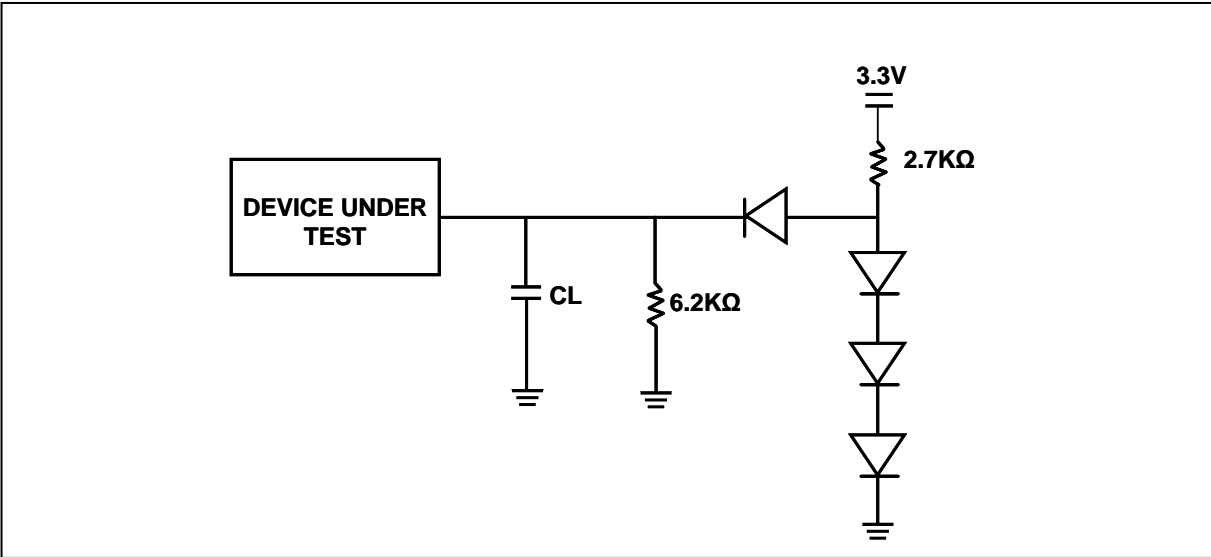 3.3V
2.7KΩ
DEVICE UNDER
TEST
CL
6.2KΩ